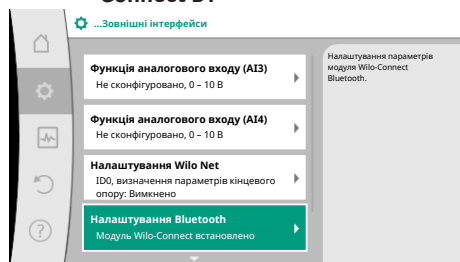 Connect BT
...Зовнішні інтерфейси
Функція аналогового входу (AI3)
Не сконфігуровано, 0 – 10 В
Функція аналогового входу (AI4)
Не сконфігуровано, 0 – 10 В
Налаштування Wilo Net
ID0, визначення параметрів кінцевого
опору: Вимкнено
Налаштування Bluetooth
Модуль Wilo-Connect встановлено
Налаштування параметрів
модуля Wilo-Connect
Bluetooth.